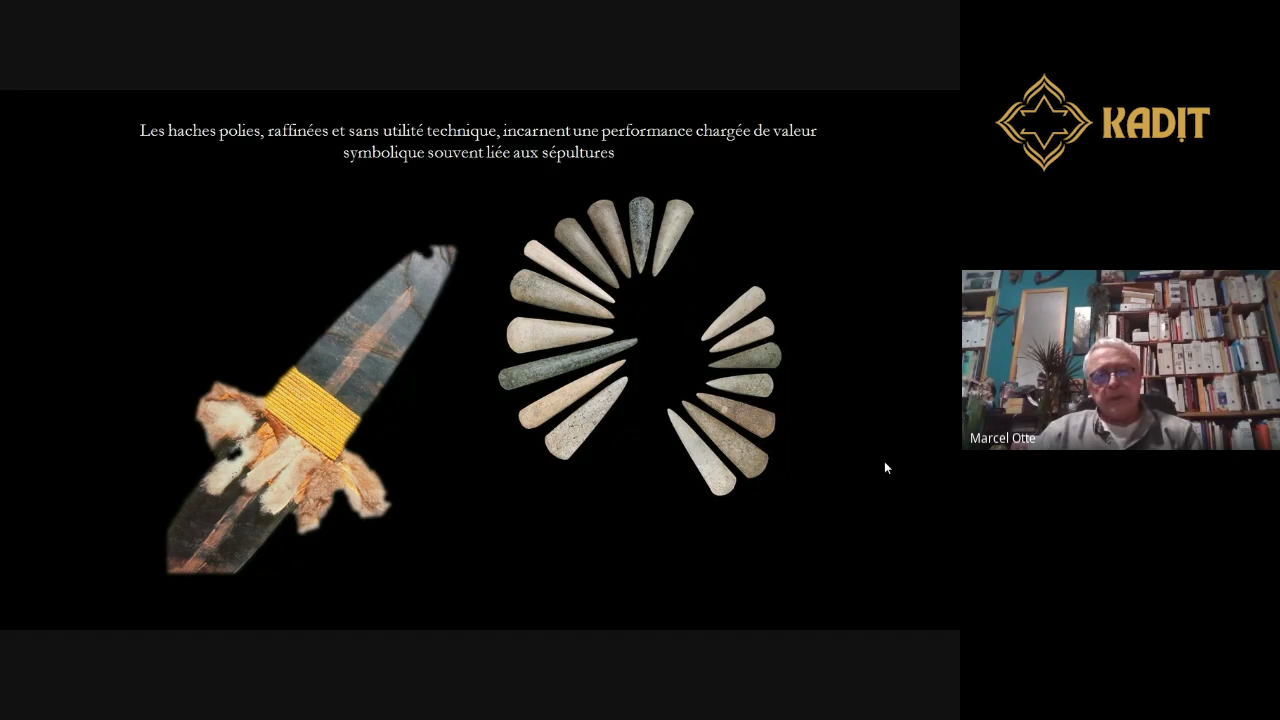 Les haches polies, raffinées et sans utilité technique, incarnent une performance chargée de valeur
symbolique souvent liée aux sépultures
KADỊT
Marcel Otte